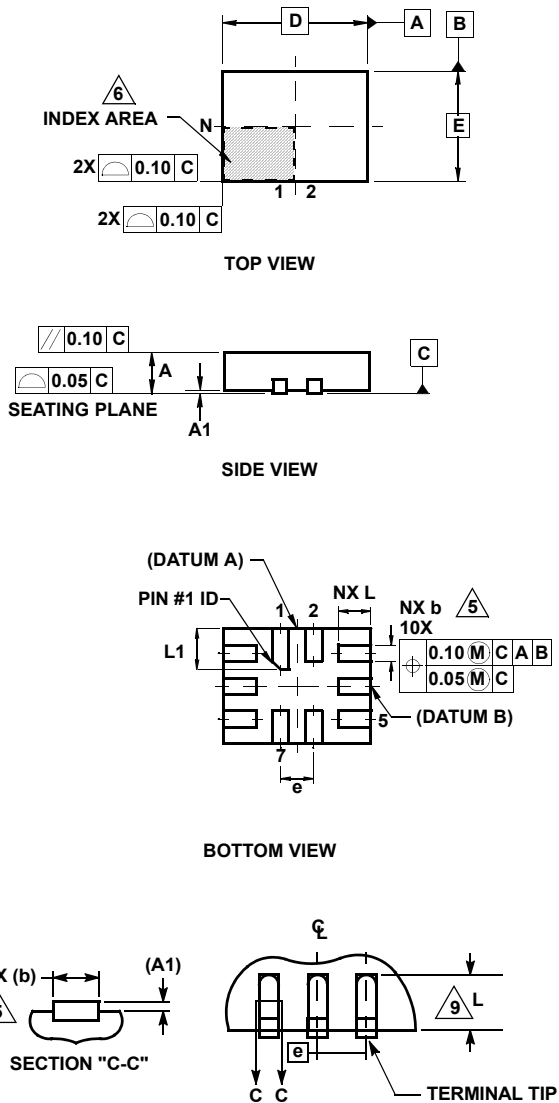 D
A
B
6
INDEX AREA
N
E
2X 0.10 C
1 2
2X 0.10 C
TOP VIEW
// 0.10 C
A
C
0.05 C
SEATING PLANE
A1
SIDE VIEW
(DATUM A)
PIN #1 ID
1 2
NX L
NX b 5
10X
L1
0.10 M C A B
0.05 M C
5
(DATUM B)
7
e
BOTTOM VIEW
CL
X (b)
(A1)
9 L
SECTION "C-C"
e
C C
TERMINAL TIP